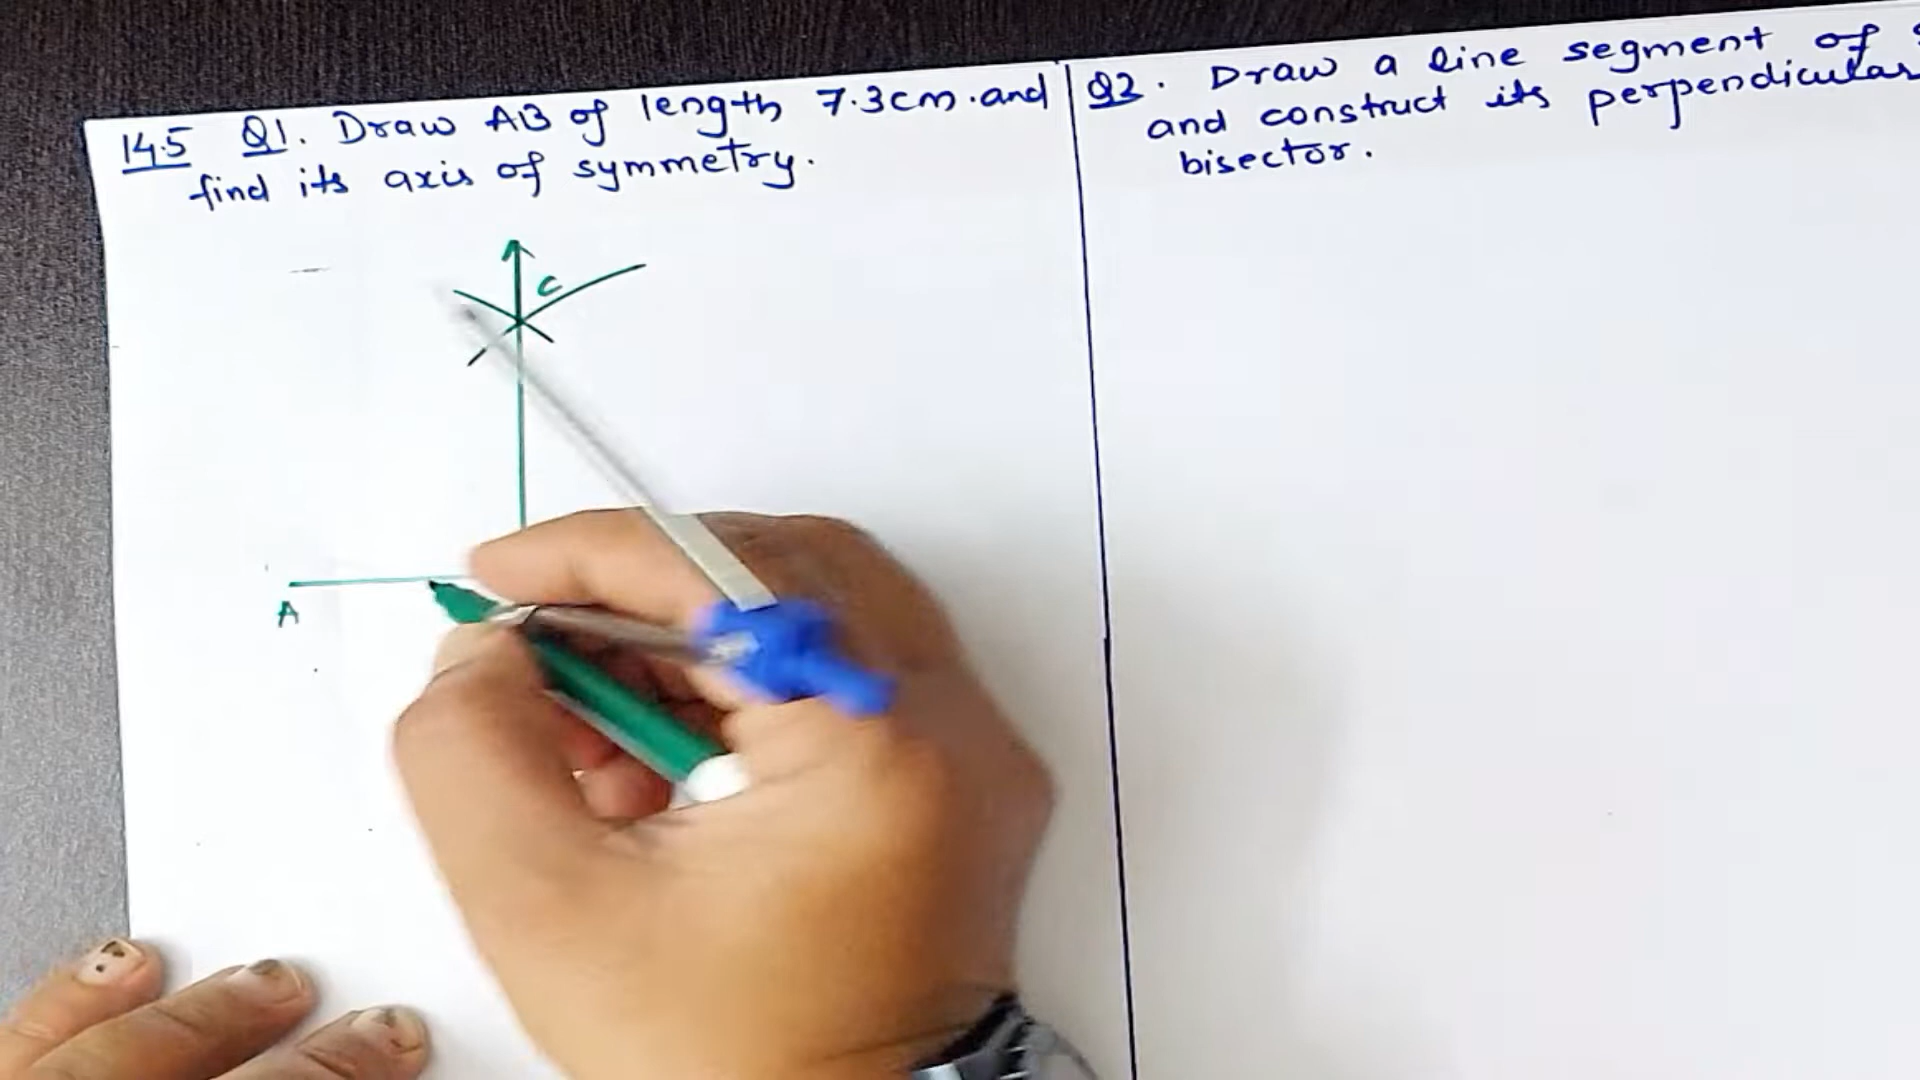 14.5 Q1. Draw AB of length 7.3cm. and
find its axis of symmetry.
Q2. Draw a line segment of
and construct its perpendicular
bisector.
C
A